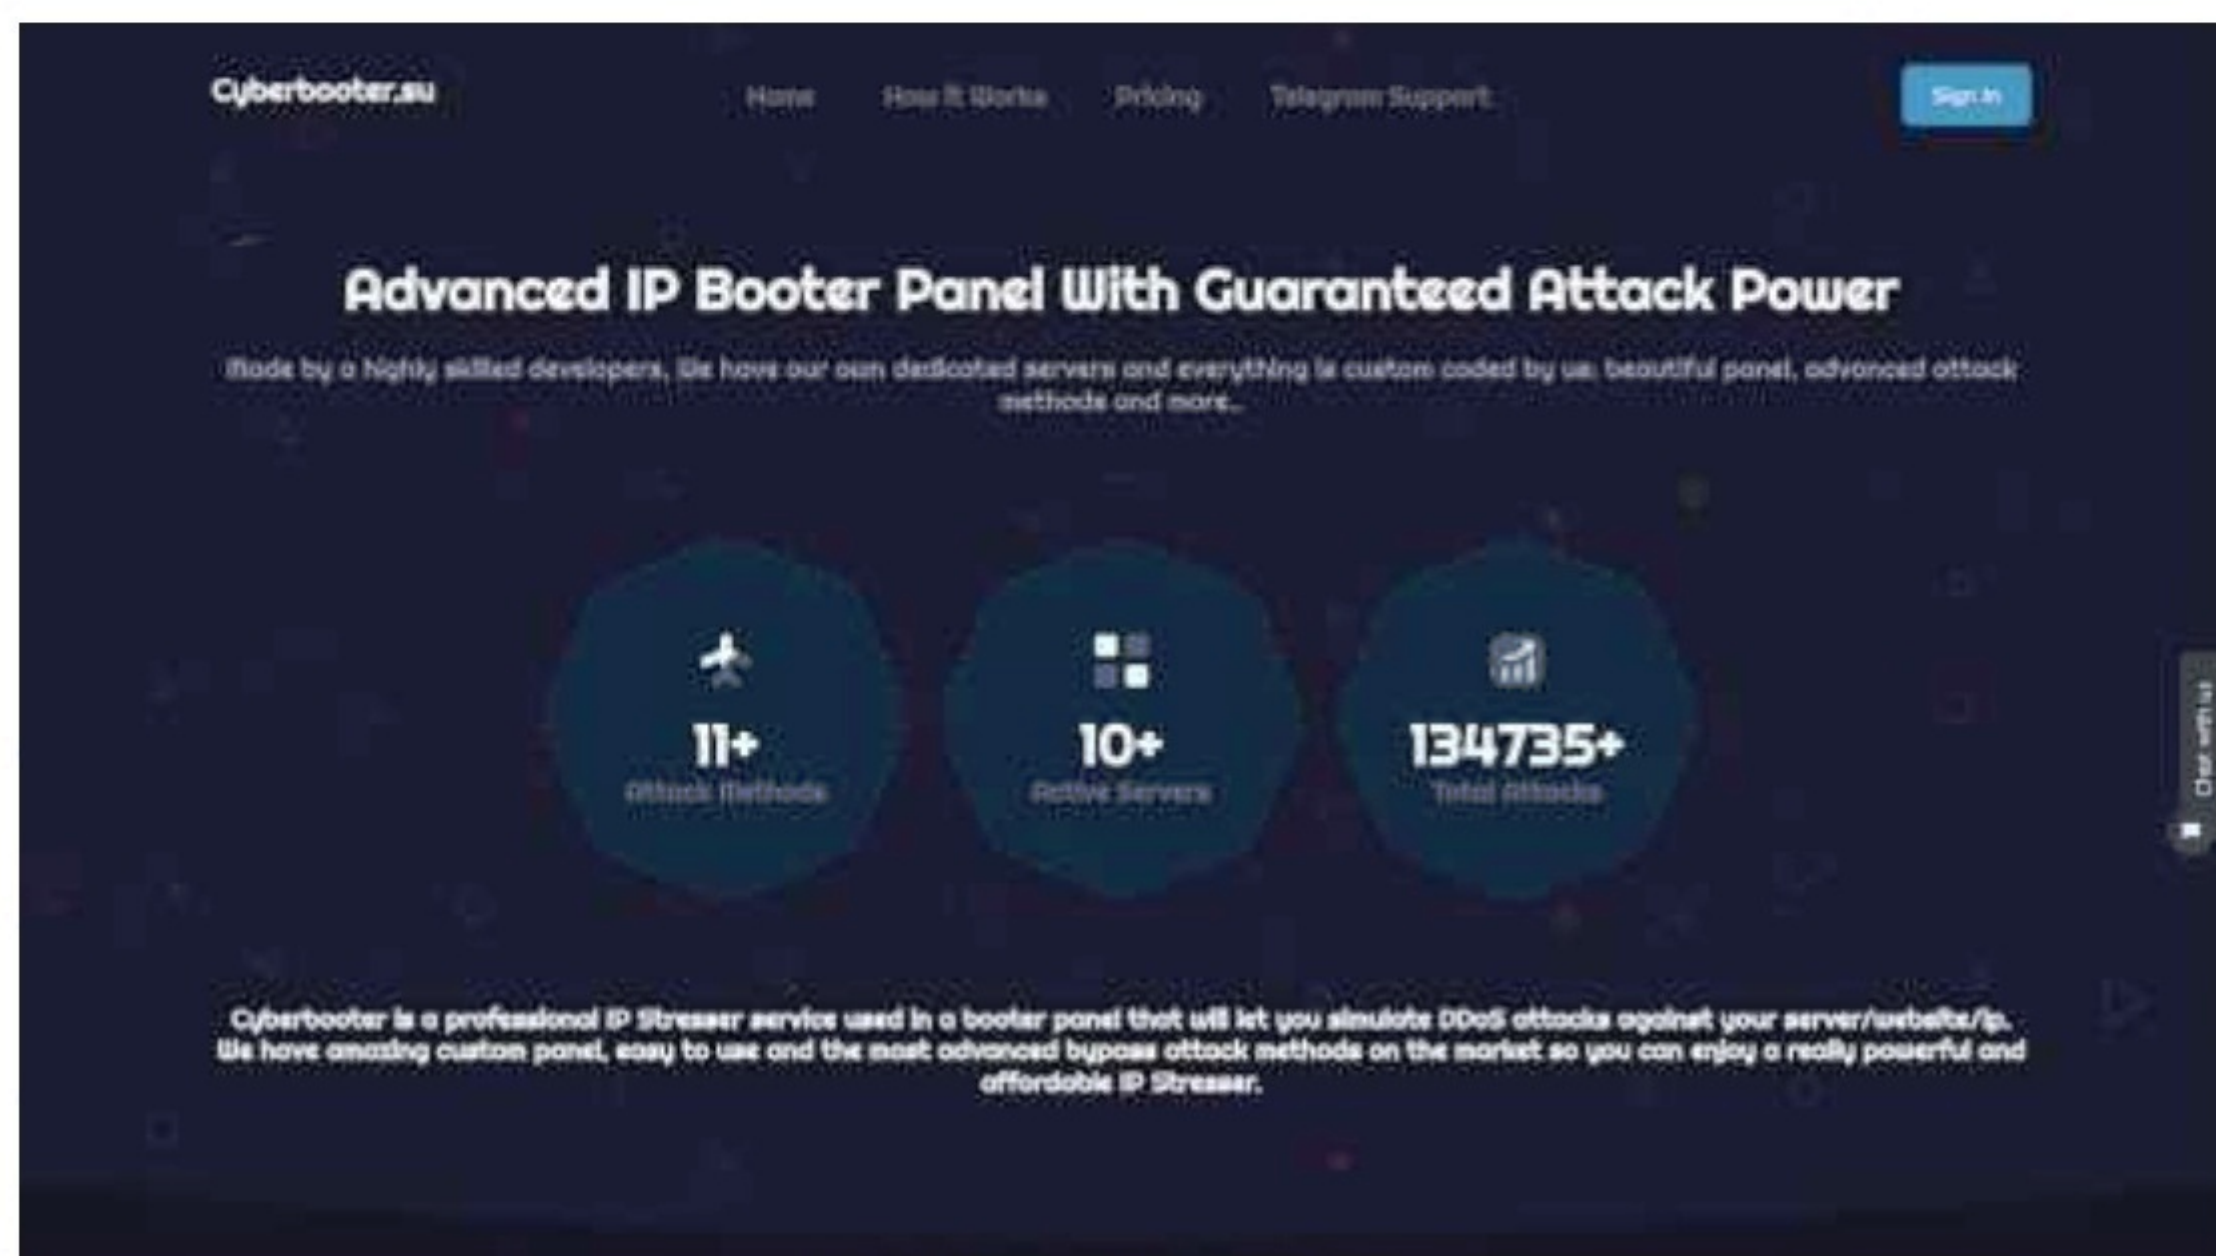 Cyberbooter.su
Home How it Works Pricing Telegram Support
Sign In
Advanced IP Booter Panel With Guaranteed Attack Power
Made by a highly skilled developers, We have our own dedicated servers and everything is custom coded by us: beautiful panel, advanced attack
methods and more...
11+
Attack Methods
10+
Active Servers
134735+
Total Attacks
Chat with us
Cyberbooter is a professional IP Stresser service used in a booter panel that will let you simulate DDoS attacks against your server/website/ip.
We have amazing custom panel, easy to use and the most advanced bypass attack methods on the market so you can enjoy a really powerful and
affordable IP Stresser.